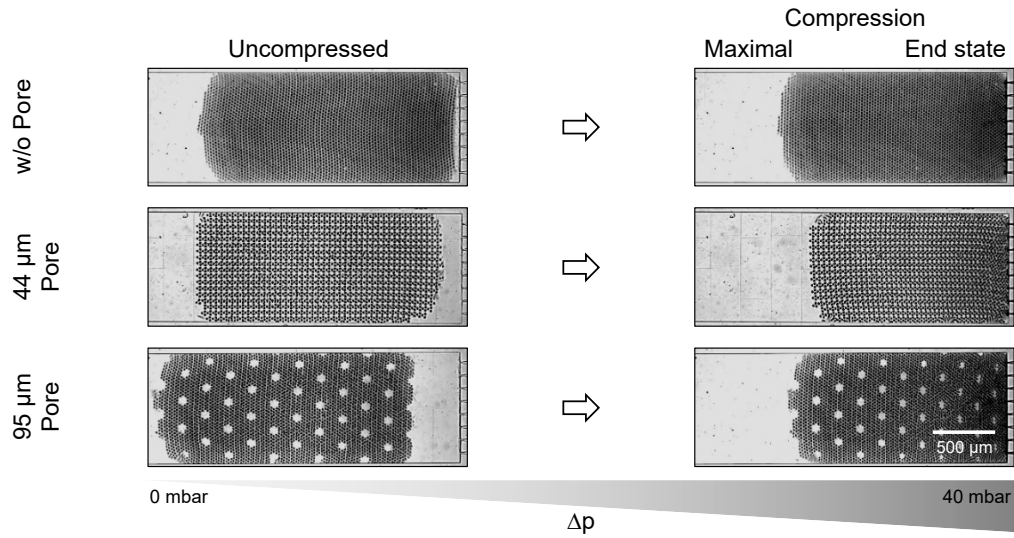 Compression
Uncompressed
Maximal
End state
w/o Pore
44 µm
Pore
95 µm
Pore
500 µm
0 mbar
40 mbar
Δp